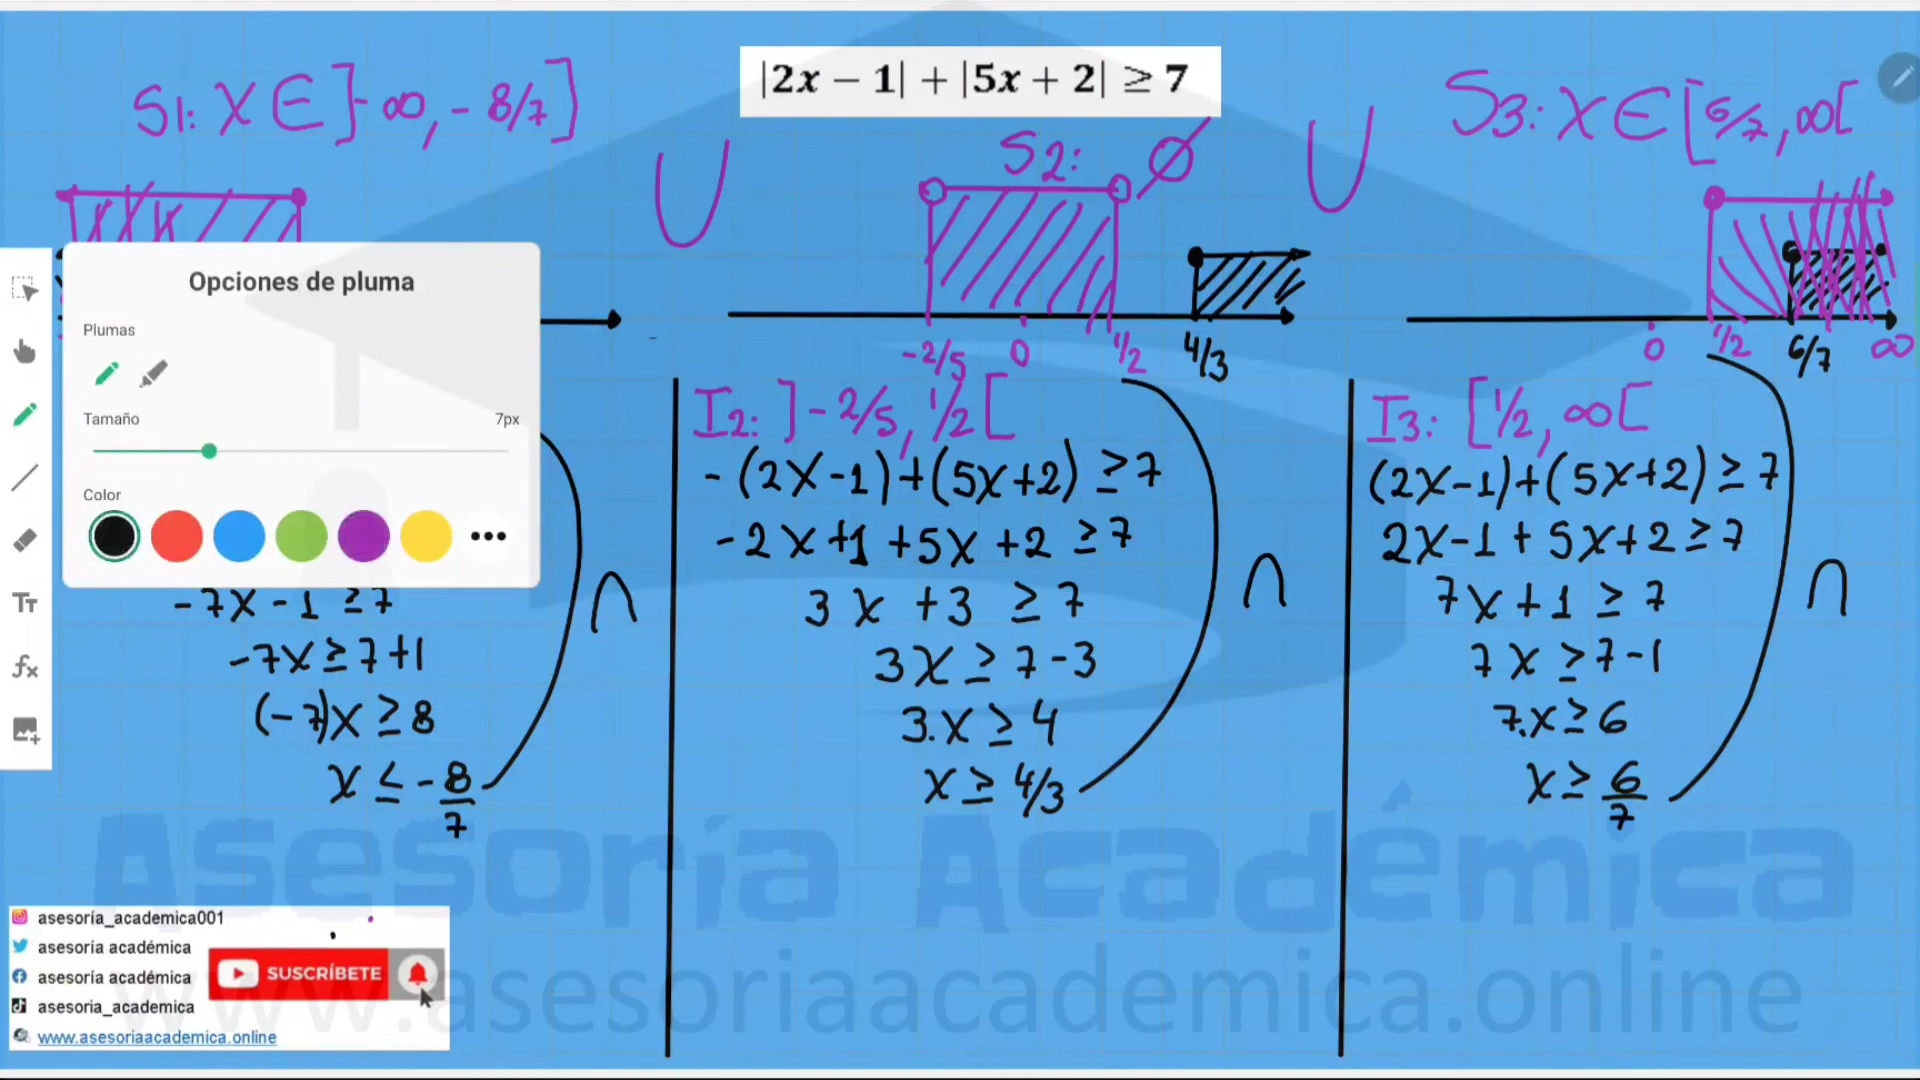 |2x − 1| + |5x + 2| ≥ 7
S1: X ∈ ]-∞, -8/7]
U
S2: ∅
U
S3: X ∈ [6/7, ∞[
Opciones de pluma
Plumas
Tamaño 7px
Color
-7x - 1 ≥ 7
-7x ≥ 7+1
(-7)x ≥ 8
x ≤ -8/7
∩
-2/5 0 1/2 4/3
I2: ]-2/5, 1/2[
-(2x-1)+(5x+2) ≥ 7
-2x+1+5x+2 ≥ 7
3x+3 ≥ 7
3x ≥ 7-3
3.x ≥ 4
x ≥ 4/3
∩
0 1/2 6/7 ∞
I3: [1/2, ∞[
(2x-1)+(5x+2) ≥ 7
2x-1+5x+2 ≥ 7
7x+1 ≥ 7
7x ≥ 7-1
7.x ≥ 6
x ≥ 6/7
∩
Tт
fx
Asesoría Académica
www.asesoriaacademica.online
asesoría_academica001
asesoría académica
asesoría académica
asesoria_academica
www.asesoriaacademica.online
SUSCRÍBETE